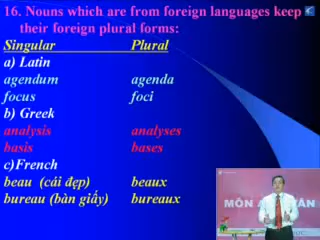 16. Nouns which are from foreign languages keep
their foreign plural forms:
Singular Plural
a) Latin
agendum agenda
focus foci
b) Greek
analysis analyses
basis bases
c)French
beau (cái đẹp) beaux
bureau (bàn giấy) bureaux